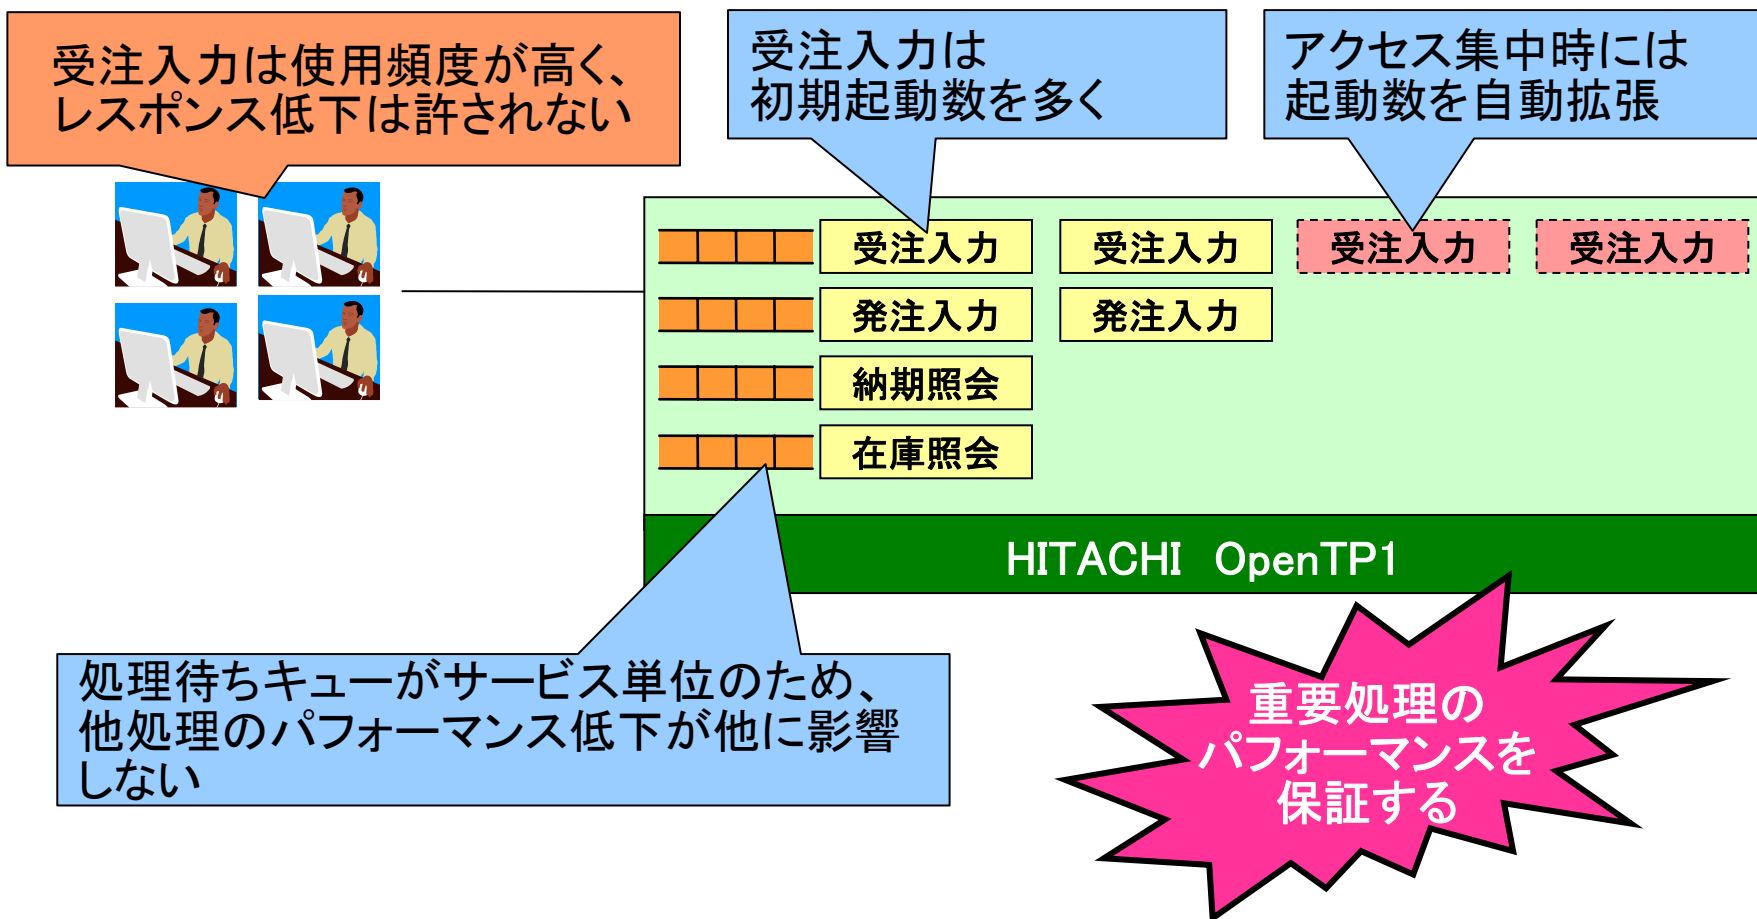 受注入力は使用頻度が高く、
レスポンス低下は許されない
受注入力は
初期起動数を多く
アクセス集中時には
起動数を自動拡張
受注入力 受注入力 受注入力 受注入力
発注入力 発注入力
納期照会
在庫照会
HITACHI OpenTP1
処理待ちキューがサービス単位のため、
他処理のパフォーマンス低下が他に影響
しない
重要処理の
パフォーマンスを
保証する